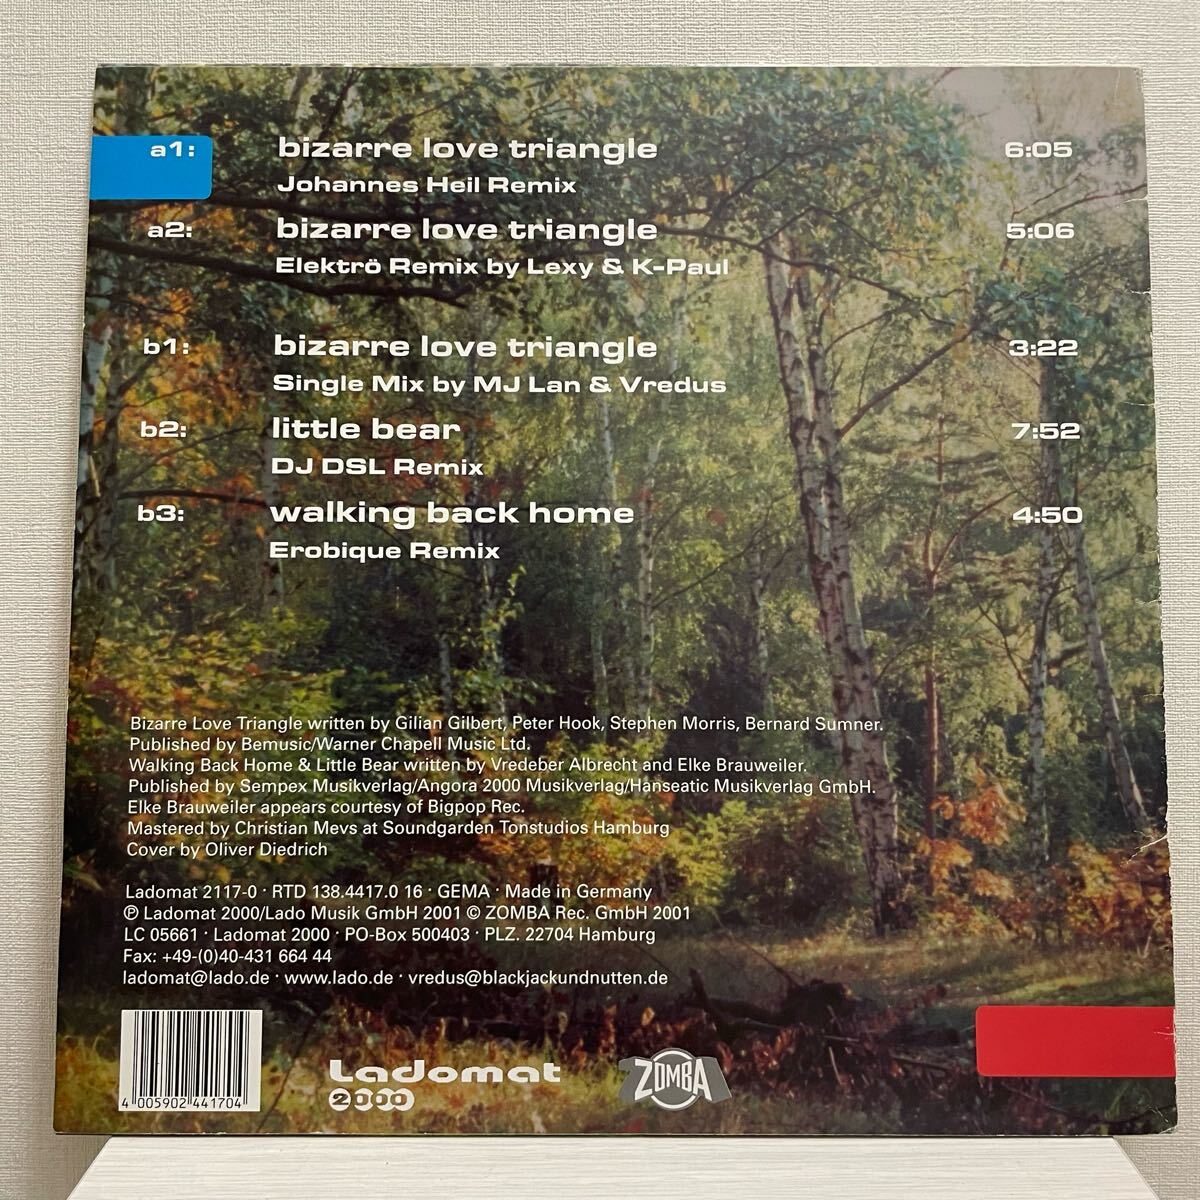 a1: bizarre love triangle 6:05
Johannes Heil Remix
a2: bizarre love triangle 5:06
Elektrö Remix by Lexy & K-Paul
b1: bizarre love triangle 3:22
Single Mix by MJ Lan & Vredus
b2: little bear 7:52
DJ DSL Remix
b3: walking back home 4:50
Erobique Remix
Bizarre Love Triangle written by Gilian Gilbert, Peter Hook, Stephen Morris, Bernard Sumner.
Published by Bemusic/Warner Chapell Music Ltd.
Walking Back Home & Little Bear written by Vredeber Albrecht and Elke Brauweiler.
Published by Sempex Musikverlag/Angora 2000 Musikverlag/Hanseatic Musikverlag GmbH.
Elke Brauweiler appears courtesy of Bigpop Rec.
Mastered by Christian Mevs at Soundgarden Tonstudios Hamburg
Cover by Oliver Diedrich
Ladomat 2117-0 · RTD 138.4417.0 16 · GEMA · Made in Germany
℗ Ladomat 2000/Lado Musik GmbH 2001 © ZOMBA Rec. GmbH 2001
LC 05661 · Ladomat 2000 · PO-Box 500403 · PLZ. 22704 Hamburg
Fax: +49-(0)40-431 664 44
ladomat@lado.de · www.lado.de · vredus@blackjackundnutten.de
4 005902 441704
Ladomat
2000
ZOMBA